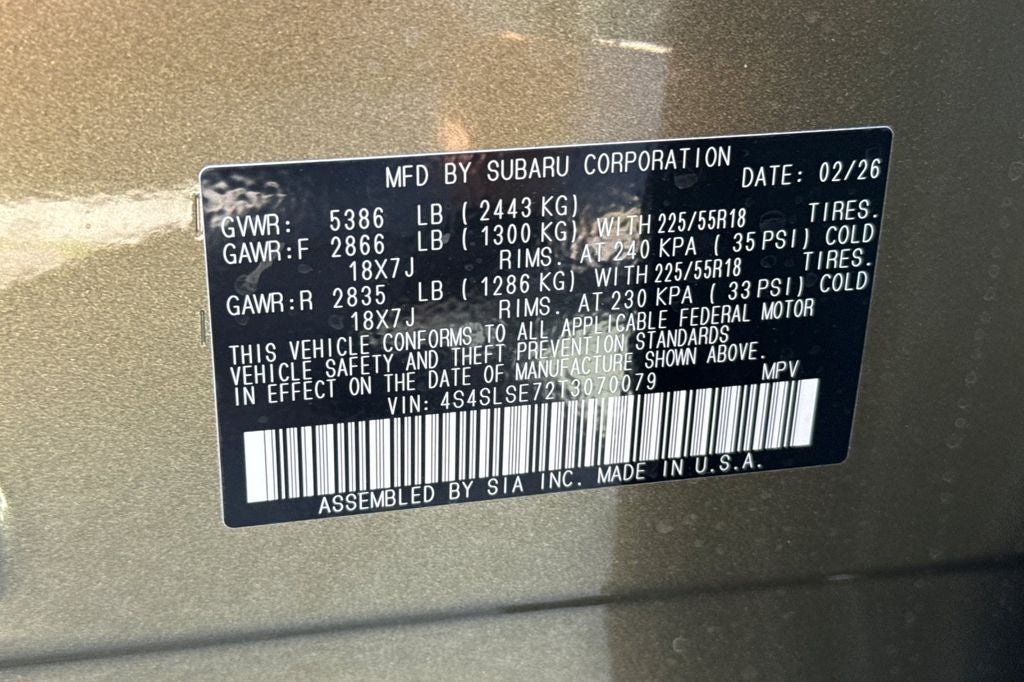 MFD BY SUBARU CORPORATION DATE: 02/26
GVWR: 5386 LB ( 2443 KG)
GAWR:F 2866 LB ( 1300 KG) WITH 225/55R18 TIRES.
18X7J RIMS. AT 240 KPA ( 35 PSI) COLD
GAWR:R 2835 LB ( 1286 KG) WITH 225/55R18 TIRES.
18X7J RIMS. AT 230 KPA ( 33 PSI) COLD
THIS VEHICLE CONFORMS TO ALL APPLICABLE FEDERAL MOTOR
VEHICLE SAFETY AND THEFT PREVENTION STANDARDS
IN EFFECT ON THE DATE OF MANUFACTURE SHOWN ABOVE.
VIN: 4S4SLSE72T3070079 MPV
ASSEMBLED BY SIA INC. MADE IN U.S.A.